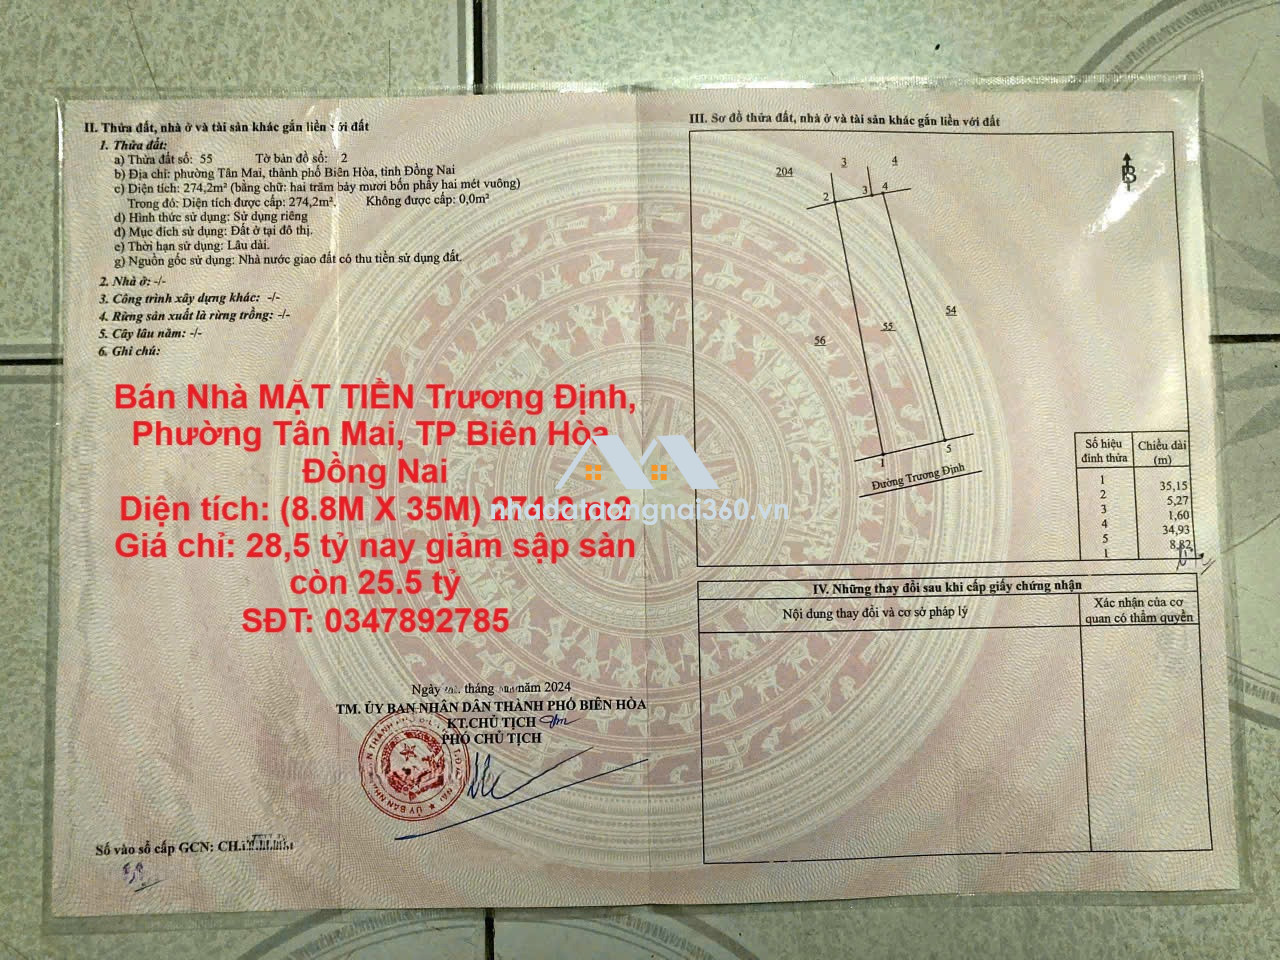 II. Thửa đất, nhà ở và tài sản khác gắn liền với đất
1. Thửa đất:
a) Thửa đất số: 55 Tờ bản đồ số: 2
b) Địa chỉ: phường Tân Mai, thành phố Biên Hòa, tỉnh Đồng Nai
c) Diện tích: 274,2m² (bằng chữ: hai trăm bảy mươi bốn phẩy hai mét vuông)
Trong đó: Diện tích được cấp: 274,2m², Không được cấp: 0,0m²
d) Hình thức sử dụng: Sử dụng riêng
đ) Mục đích sử dụng: Đất ở tại đô thị.
e) Thời hạn sử dụng: Lâu dài.
g) Nguồn gốc sử dụng: Nhà nước giao đất có thu tiền sử dụng đất.
2. Nhà ở: -/-
3. Công trình xây dựng khác: -/-
4. Rừng sản xuất là rừng trồng: -/-
5. Cây lâu năm: -/-
6. Ghi chú:
Bán Nhà MẶT TIỀN Trương Định,
Phường Tân Mai, TP Biên Hòa
Đồng Nai
Diện tích: (8.8M X 35M) m2
Giá chỉ: 28,5 tỷ nay giảm sập sàn
còn 25.5 tỷ
SĐT: 0347892785
nhadatdongnai360.vn
Ngày tháng năm 2024
TM. ỦY BAN NHÂN DÂN THÀNH PHỐ BIÊN HÒA
KT.CHỦ TỊCH
PHÓ CHỦ TỊCH
Số vào sổ cấp GCN: CH
III. Sơ đồ thửa đất, nhà ở và tài sản khác gắn liền với đất
204 3 4
B
2 3 4
54
55
56
1 5
Đường Trương Định
Số hiệu đỉnh thửa Chiều dài (m)
1
35,15
2
5,27
3
1,60
4
34,93
5
8,82
1
IV. Những thay đổi sau khi cấp giấy chứng nhận
Nội dung thay đổi và cơ sở pháp lý Xác nhận của cơ
quan có thẩm quyền